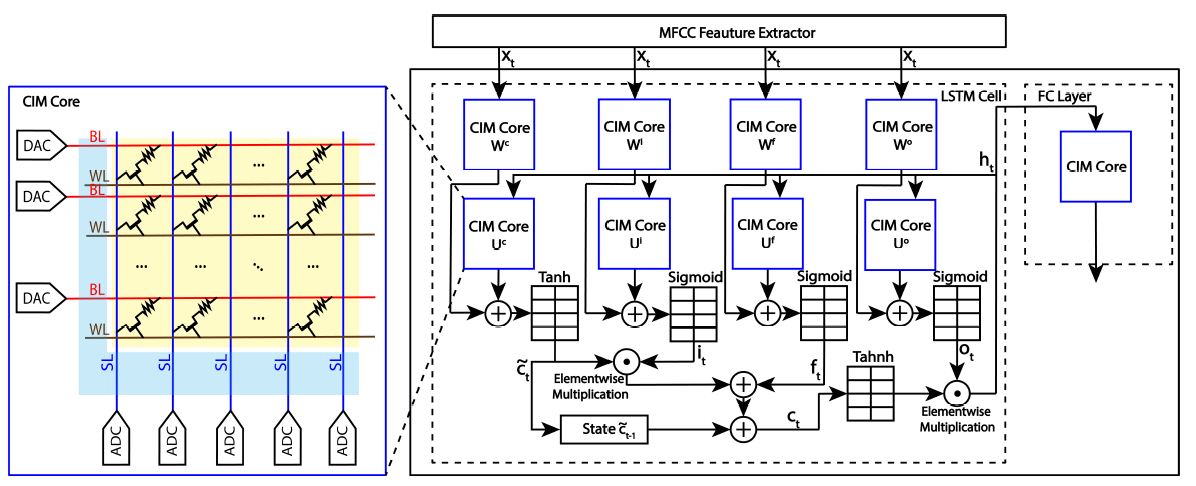 MFCC Feauture Extractor
x_t x_t x_t x_t
CIM Core
LSTM Cell
FC Layer
DAC
BL
WL
...
DAC
BL
WL
...
... ... ⋱ ...
DAC
BL
WL
...
SL SL SL SL
ADC ADC ADC ADC ADC
CIM Core
W^c
CIM Core
W^i
CIM Core
W^f
CIM Core
W^o
CIM Core
h_t
CIM Core
U^c
CIM Core
U^i
CIM Core
U^f
CIM Core
U^o
Tanh
Sigmoid
Sigmoid
Sigmoid
c̃_t
i_t
f_t
o_t
Elementwise
Multiplication
Tahnh
Elementwise
Multiplication
State c̃_t-1
c_t